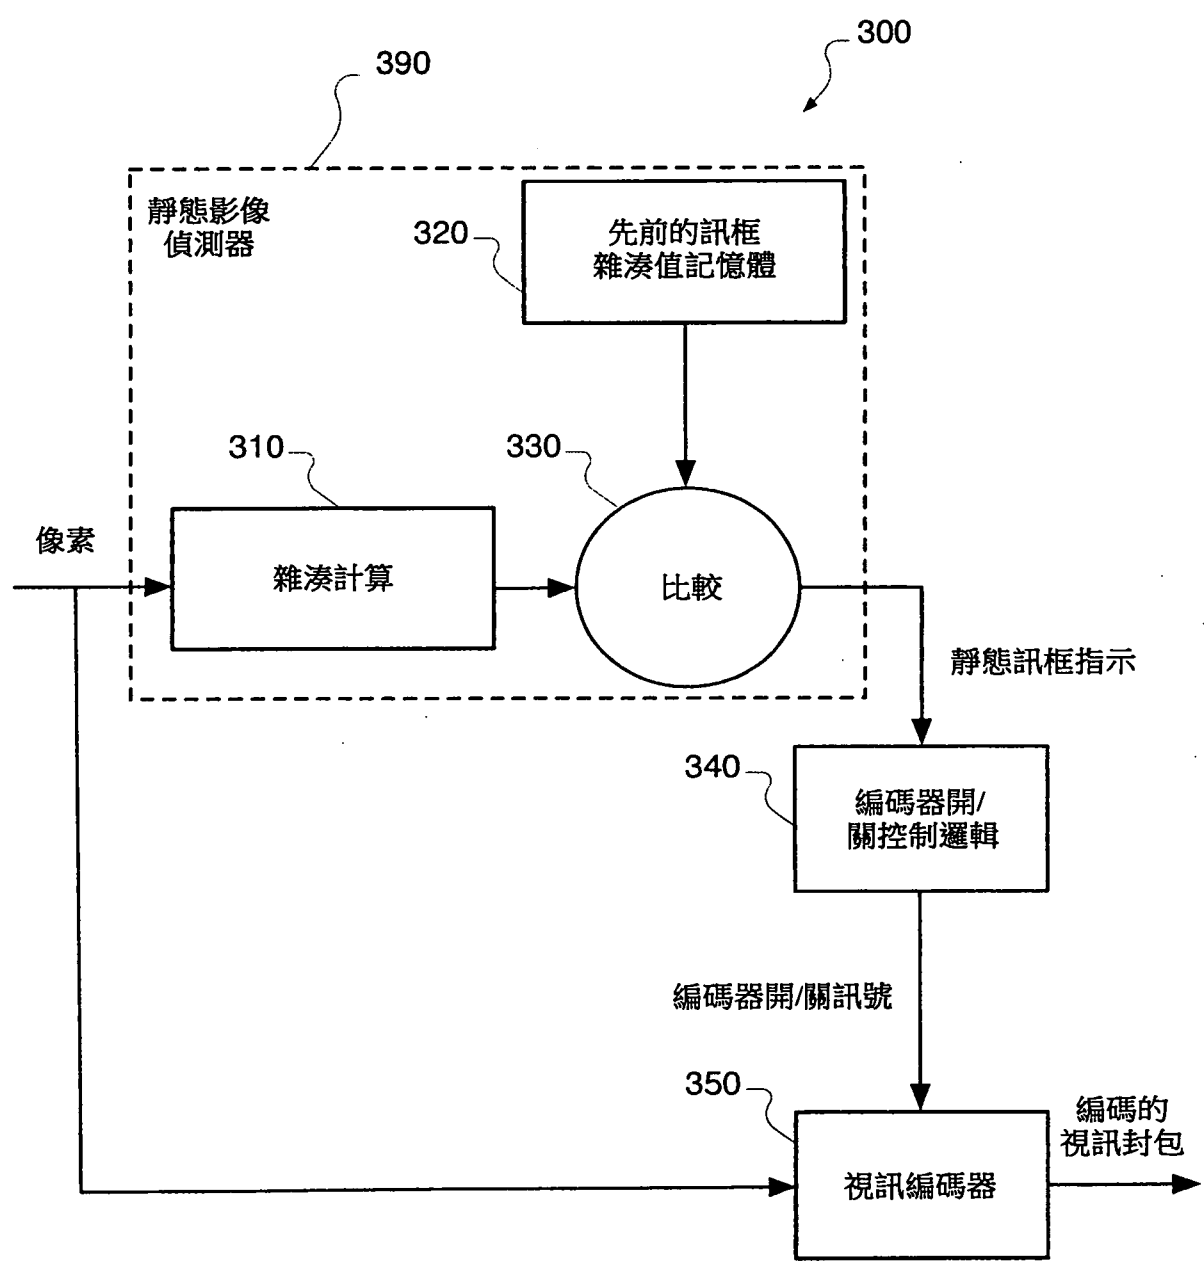 300
390
靜態影像
偵測器
320
先前的訊框
雜湊值記憶體
310
330
像素
雜湊計算
比較
靜態訊框指示
340
編碼器開/
關控制邏輯
編碼器開/關訊號
350
編碼的
視訊封包
視訊編碼器